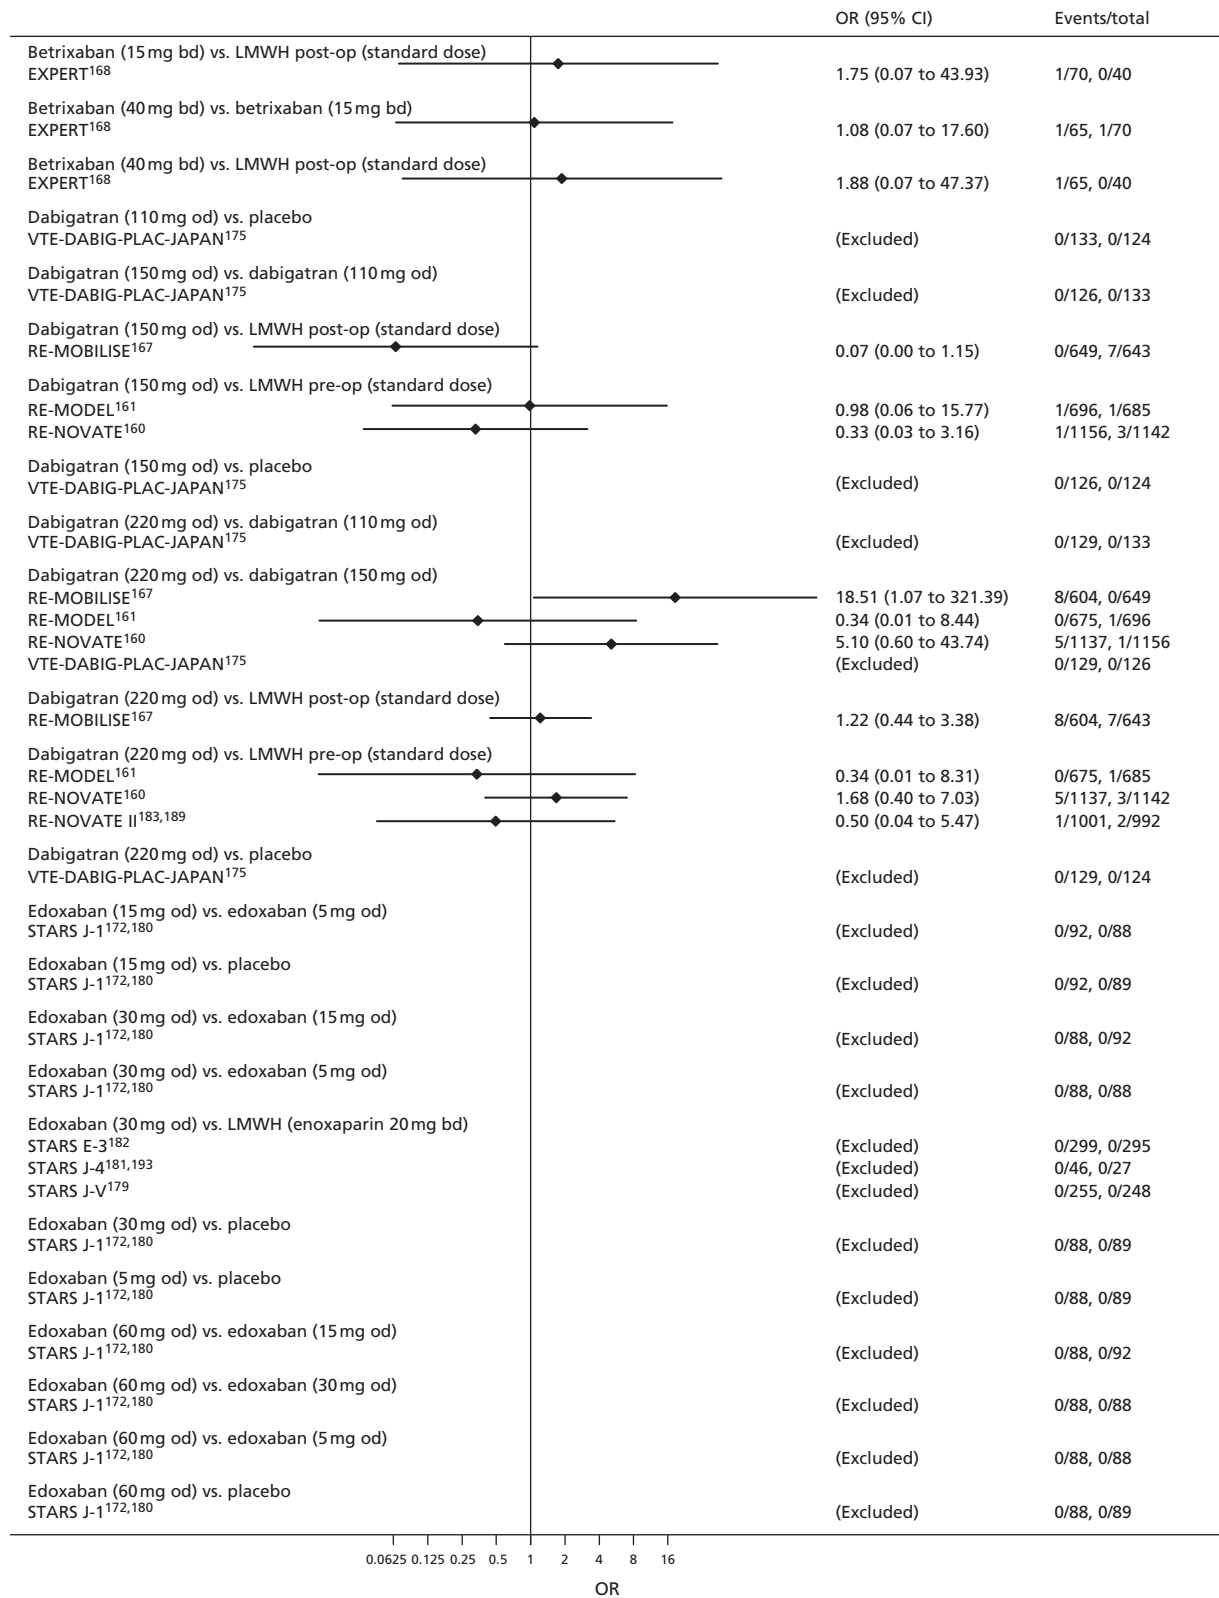 OR (95% CI) Events/total
Betrixaban (15 mg bd) vs. LMWH post-op (standard dose)
EXPERT168 1.75 (0.07 to 43.93) 1/70, 0/40
Betrixaban (40 mg bd) vs. betrixaban (15 mg bd)
EXPERT168 1.08 (0.07 to 17.60) 1/65, 1/70
Betrixaban (40 mg bd) vs. LMWH post-op (standard dose)
EXPERT168 1.88 (0.07 to 47.37) 1/65, 0/40
Dabigatran (110 mg od) vs. placebo
VTE-DABIG-PLAC-JAPAN175 (Excluded) 0/133, 0/124
Dabigatran (150 mg od) vs. dabigatran (110 mg od)
VTE-DABIG-PLAC-JAPAN175 (Excluded) 0/126, 0/133
Dabigatran (150 mg od) vs. LMWH post-op (standard dose)
RE-MOBILISE167 0.07 (0.00 to 1.15) 0/649, 7/643
Dabigatran (150 mg od) vs. LMWH pre-op (standard dose)
RE-MODEL161 0.98 (0.06 to 15.77) 1/696, 1/685
RE-NOVATE160 0.33 (0.03 to 3.16) 1/1156, 3/1142
Dabigatran (150 mg od) vs. placebo
VTE-DABIG-PLAC-JAPAN175 (Excluded) 0/126, 0/124
Dabigatran (220 mg od) vs. dabigatran (110 mg od)
VTE-DABIG-PLAC-JAPAN175 (Excluded) 0/129, 0/133
Dabigatran (220 mg od) vs. dabigatran (150 mg od)
RE-MOBILISE167 18.51 (1.07 to 321.39) 8/604, 0/649
RE-MODEL161 0.34 (0.01 to 8.44) 0/675, 1/696
RE-NOVATE160 5.10 (0.60 to 43.74) 5/1137, 1/1156
VTE-DABIG-PLAC-JAPAN175 (Excluded) 0/129, 0/126
Dabigatran (220 mg od) vs. LMWH post-op (standard dose)
RE-MOBILISE167 1.22 (0.44 to 3.38) 8/604, 7/643
Dabigatran (220 mg od) vs. LMWH pre-op (standard dose)
RE-MODEL161 0.34 (0.01 to 8.31) 0/675, 1/685
RE-NOVATE160 1.68 (0.40 to 7.03) 5/1137, 3/1142
RE-NOVATE II183,189 0.50 (0.04 to 5.47) 1/1001, 2/992
Dabigatran (220 mg od) vs. placebo
VTE-DABIG-PLAC-JAPAN175 (Excluded) 0/129, 0/124
Edoxaban (15 mg od) vs. edoxaban (5 mg od)
STARS J-1172,180 (Excluded) 0/92, 0/88
Edoxaban (15 mg od) vs. placebo
STARS J-1172,180 (Excluded) 0/92, 0/89
Edoxaban (30 mg od) vs. edoxaban (15 mg od)
STARS J-1172,180 (Excluded) 0/88, 0/92
Edoxaban (30 mg od) vs. edoxaban (5 mg od)
STARS J-1172,180 (Excluded) 0/88, 0/88
Edoxaban (30 mg od) vs. LMWH (enoxaparin 20 mg bd)
STARS E-3182 (Excluded) 0/299, 0/295
STARS J-4181,193 (Excluded) 0/46, 0/27
STARS J-V179 (Excluded) 0/255, 0/248
Edoxaban (30 mg od) vs. placebo
STARS J-1172,180 (Excluded) 0/88, 0/89
Edoxaban (5 mg od) vs. placebo
STARS J-1172,180 (Excluded) 0/88, 0/89
Edoxaban (60 mg od) vs. edoxaban (15 mg od)
STARS J-1172,180 (Excluded) 0/88, 0/92
Edoxaban (60 mg od) vs. edoxaban (30 mg od)
STARS J-1172,180 (Excluded) 0/88, 0/88
Edoxaban (60 mg od) vs. edoxaban (5 mg od)
STARS J-1172,180 (Excluded) 0/88, 0/88
Edoxaban (60 mg od) vs. placebo
STARS J-1172,180 (Excluded) 0/88, 0/89
0.0625 0.125 0.25 0.5 1 2 4 8 16
OR